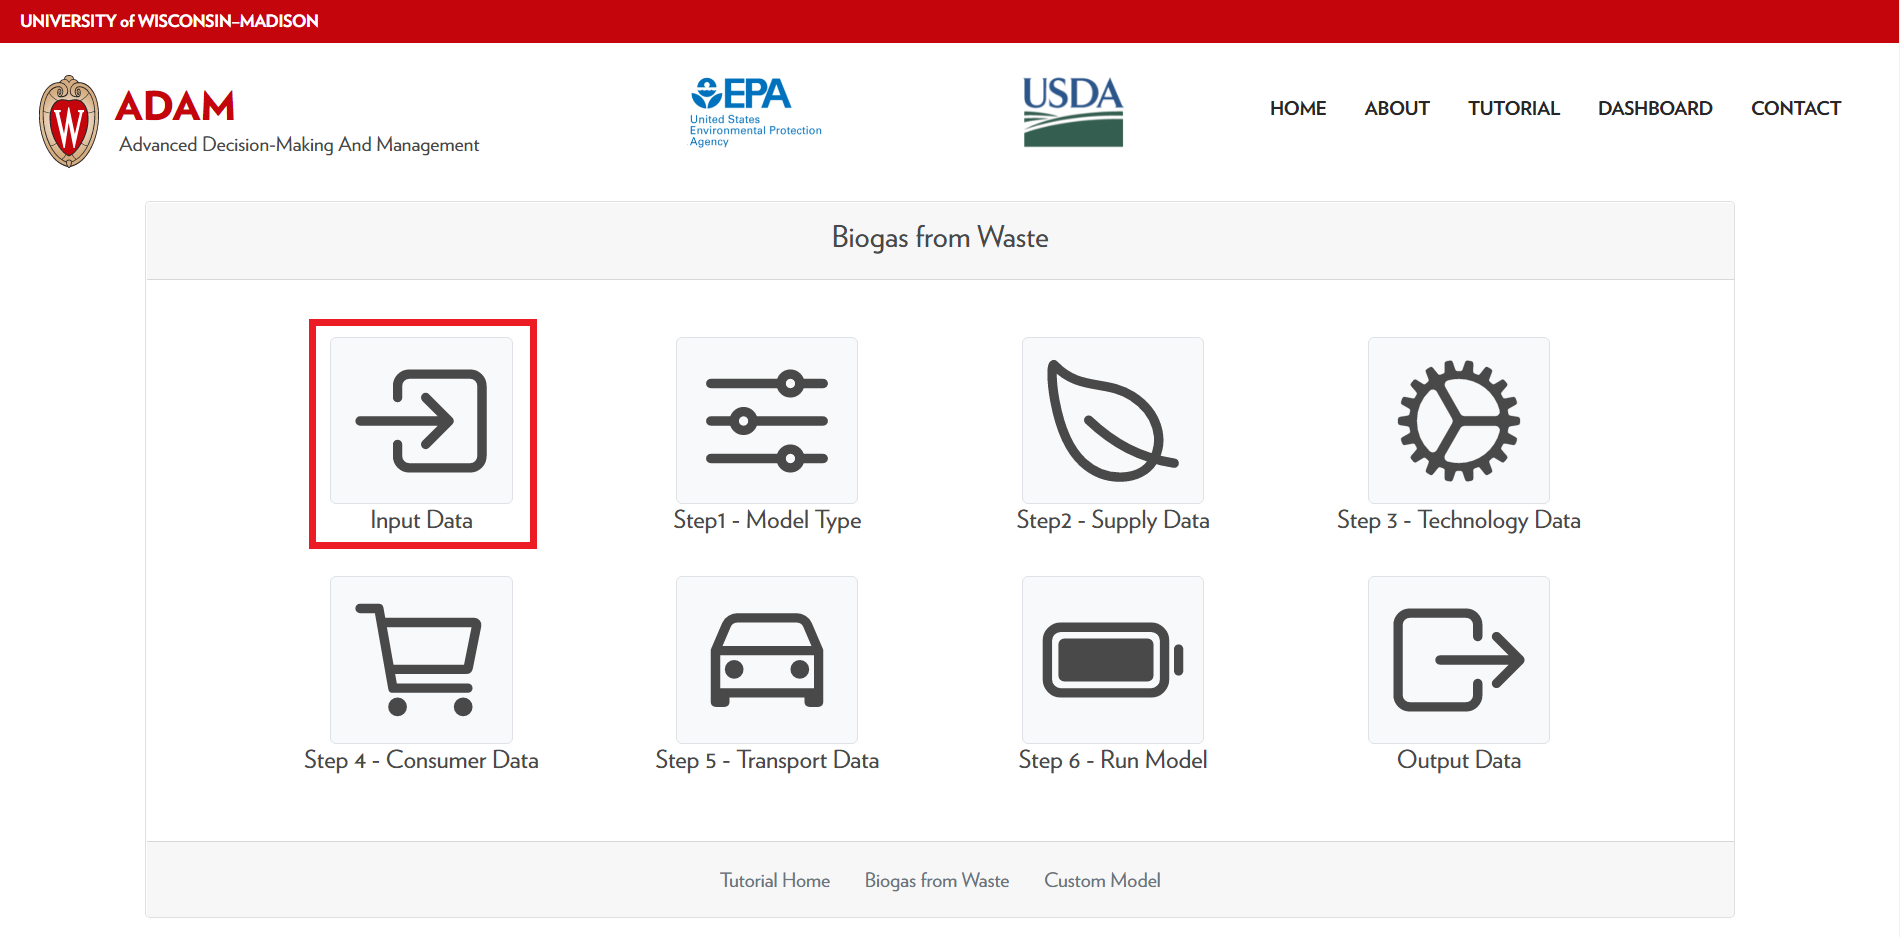 UNIVERSITY of WISCONSIN–MADISON
W
ADAM
Advanced Decision-Making And Management
EPA
United States
Environmental Protection
Agency
USDA
HOME ABOUT TUTORIAL DASHBOARD CONTACT
Biogas from Waste
Input Data
Step1 - Model Type
Step2 - Supply Data
Step 3 - Technology Data
Step 4 - Consumer Data
Step 5 - Transport Data
Step 6 - Run Model
Output Data
Tutorial Home Biogas from Waste Custom Model